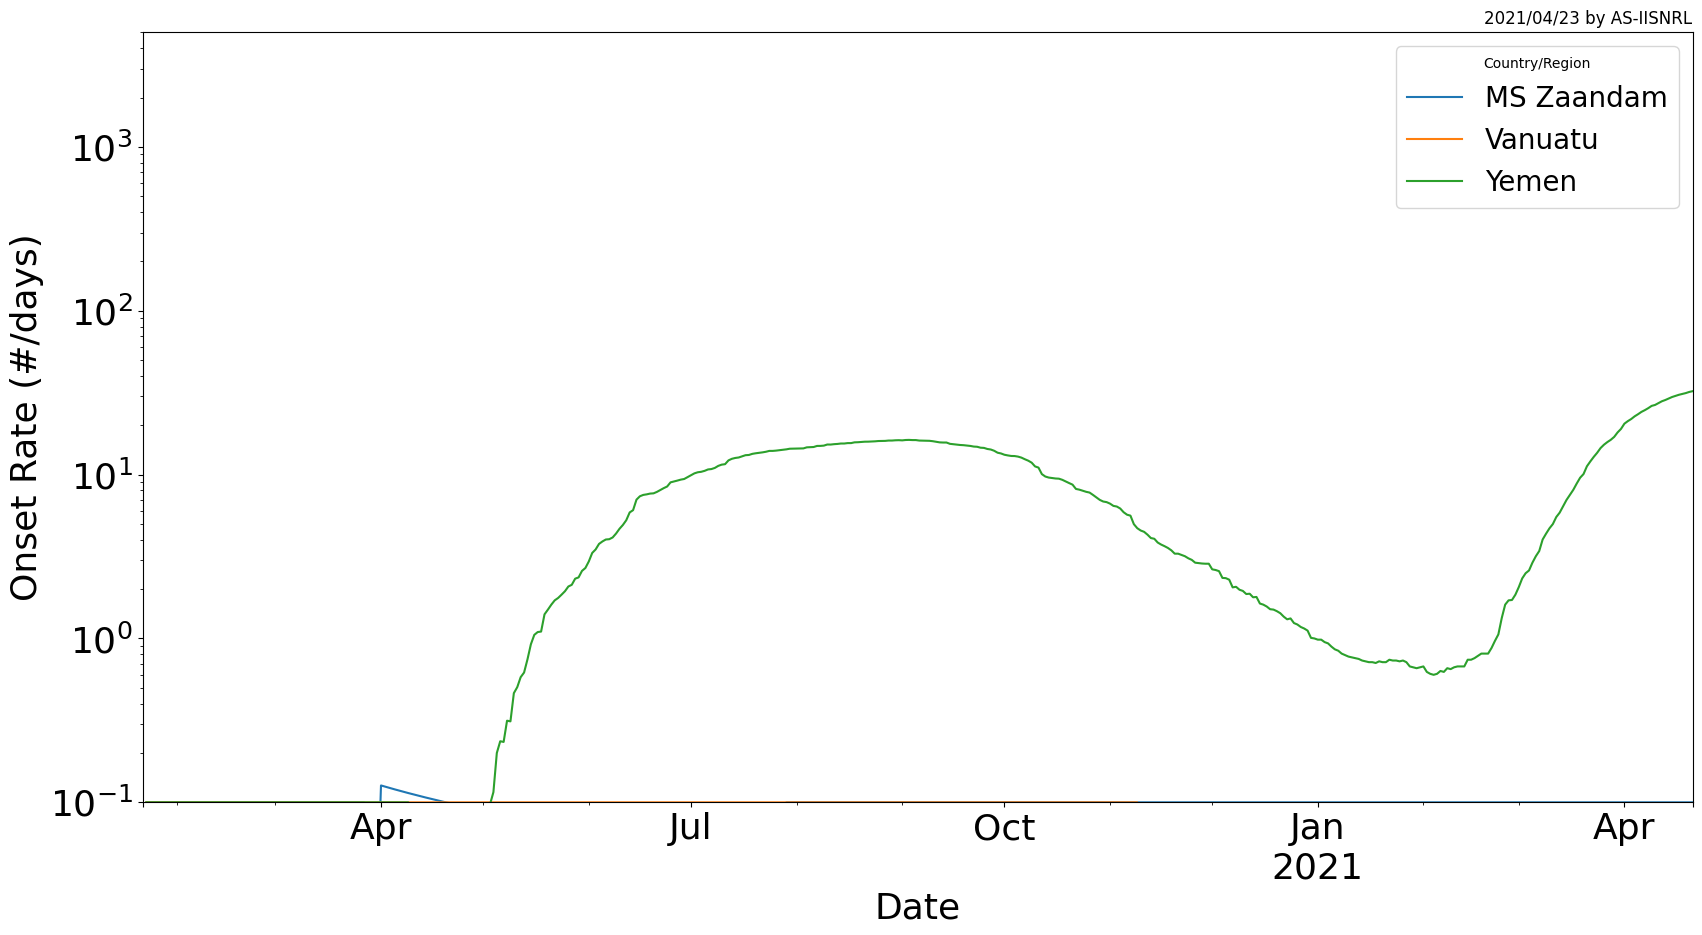 2021/04/23 by AS-IISNRL
Country/Region
MS Zaandam
Vanuatu
Yemen
Onset Rate (#/days)
10³
10²
10¹
10⁰
10⁻¹
Apr Jul Oct Jan Apr
2021
Date